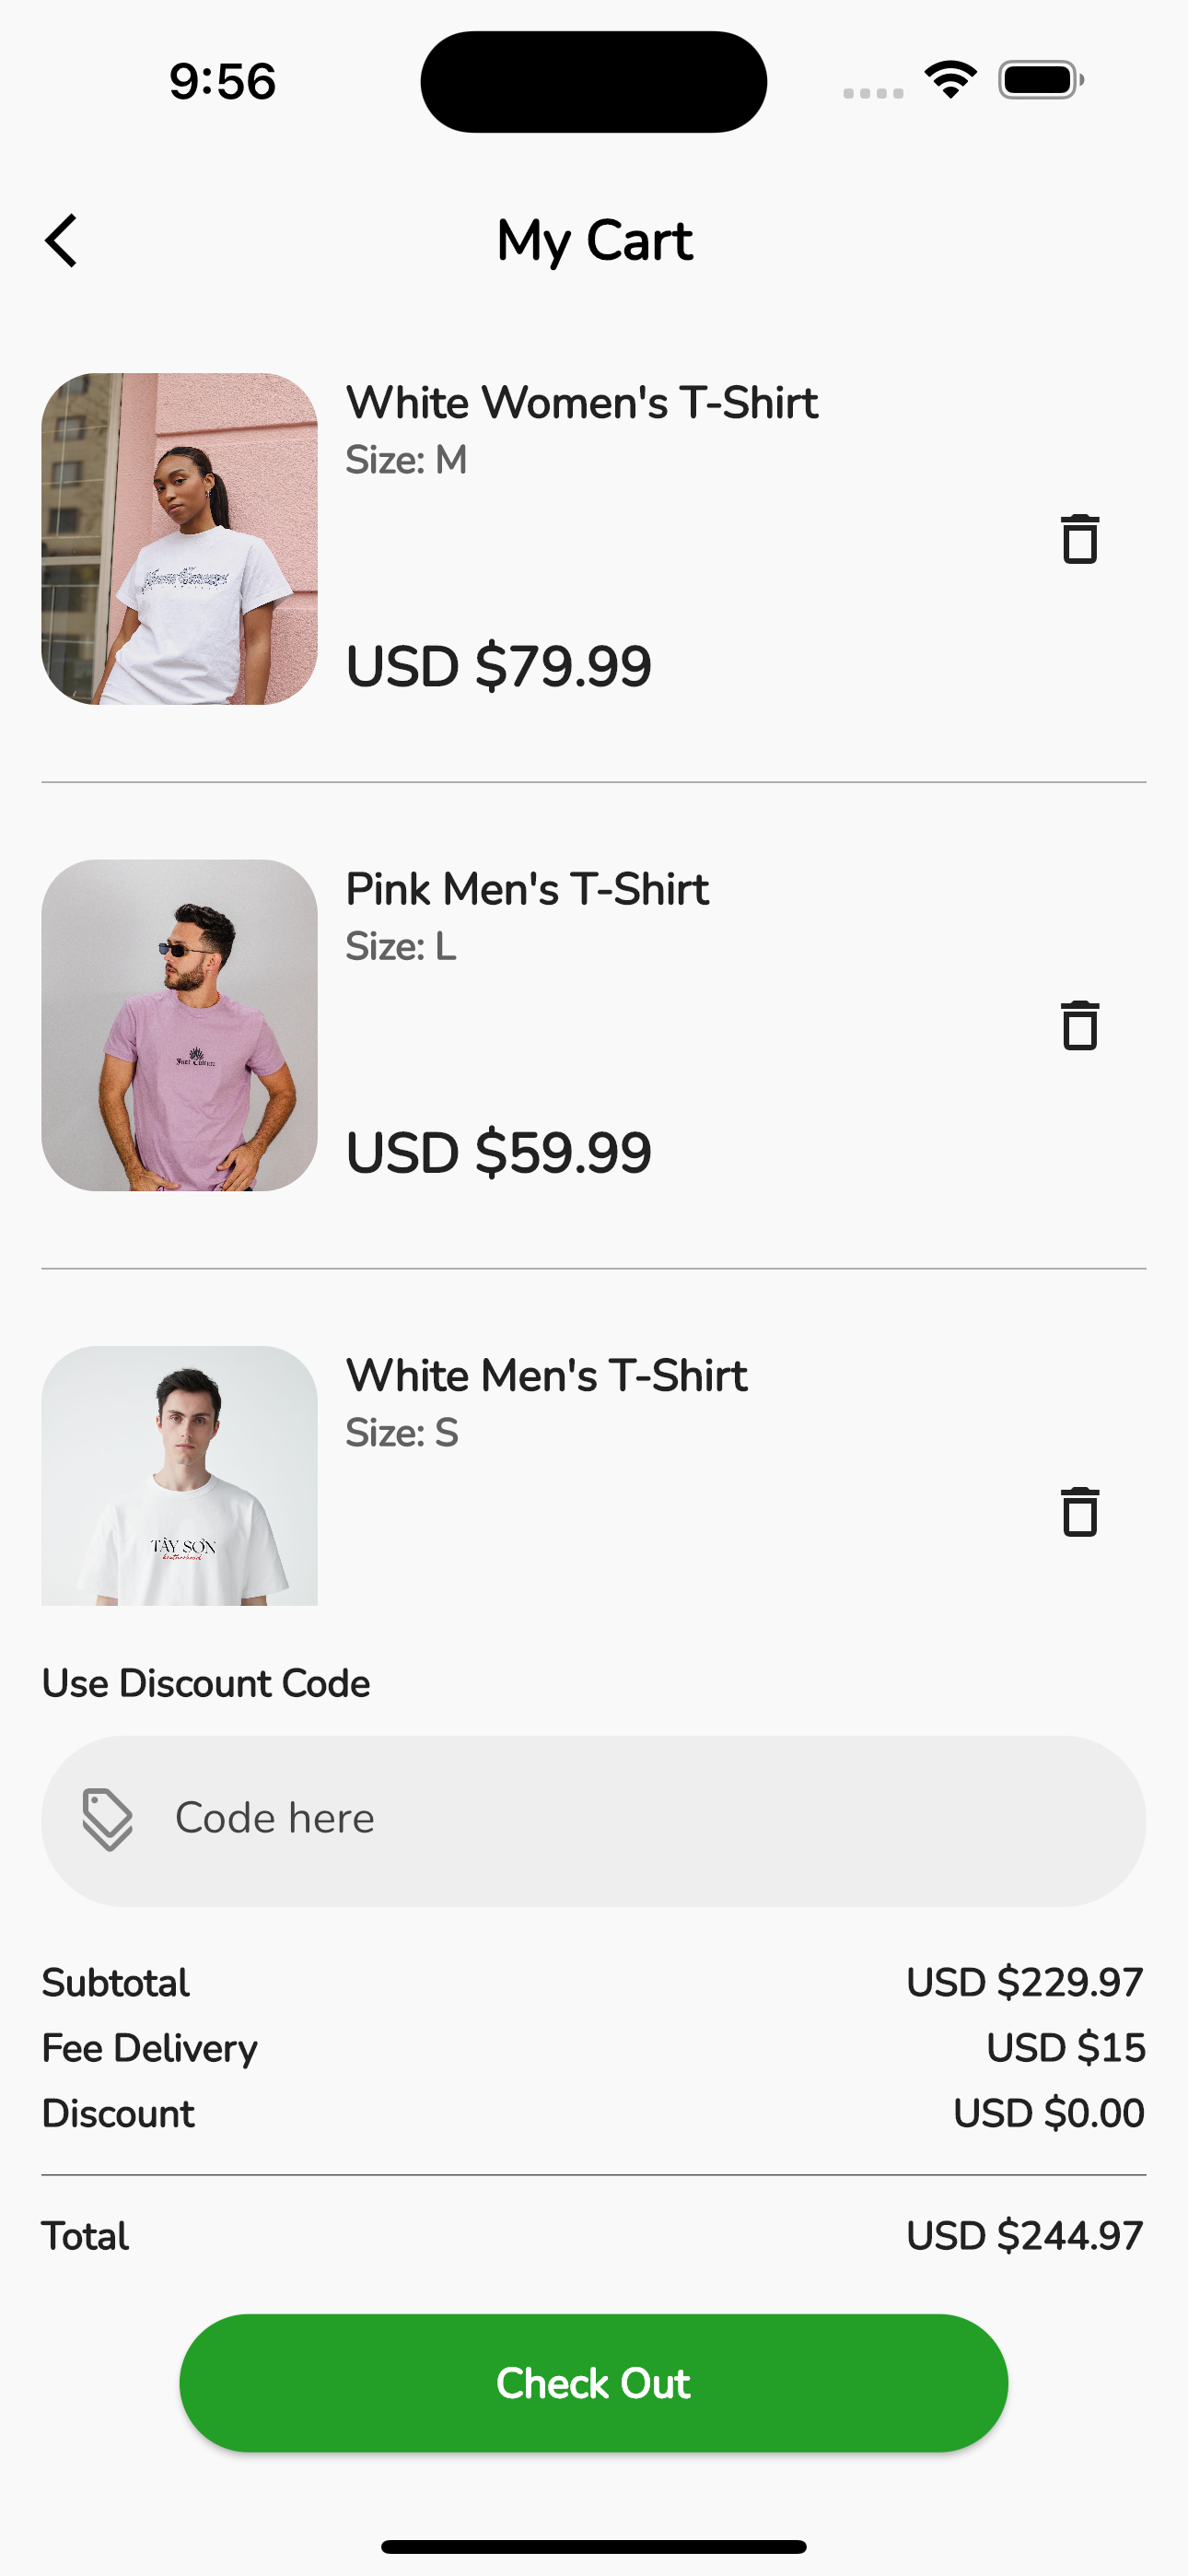 9:56
My Cart
White Women's T-Shirt
Size: M
USD $79.99
Pink Men's T-Shirt
Size: L
USD $59.99
White Men's T-Shirt
Size: S
TÂY SƠN
brotherhood
Use Discount Code
Code here
Subtotal USD $229.97
Fee Delivery USD $15
Discount USD $0.00
Total USD $244.97
Check Out